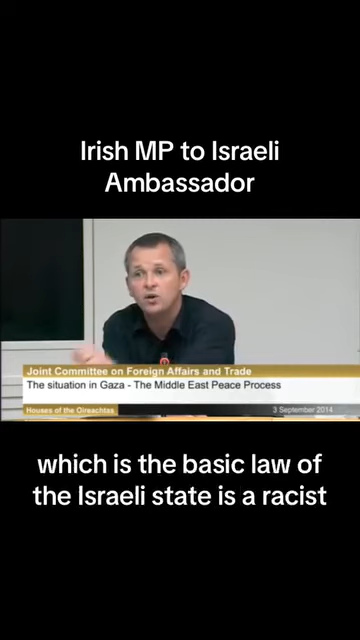 Irish MP to Israeli
Ambassador
Joint Committee on Foreign Affairs and Trade
The situation in Gaza - The Middle East Peace Process
Houses of the Oireachtas
3 September 2014
which is the basic law of
the Israeli state is a racist